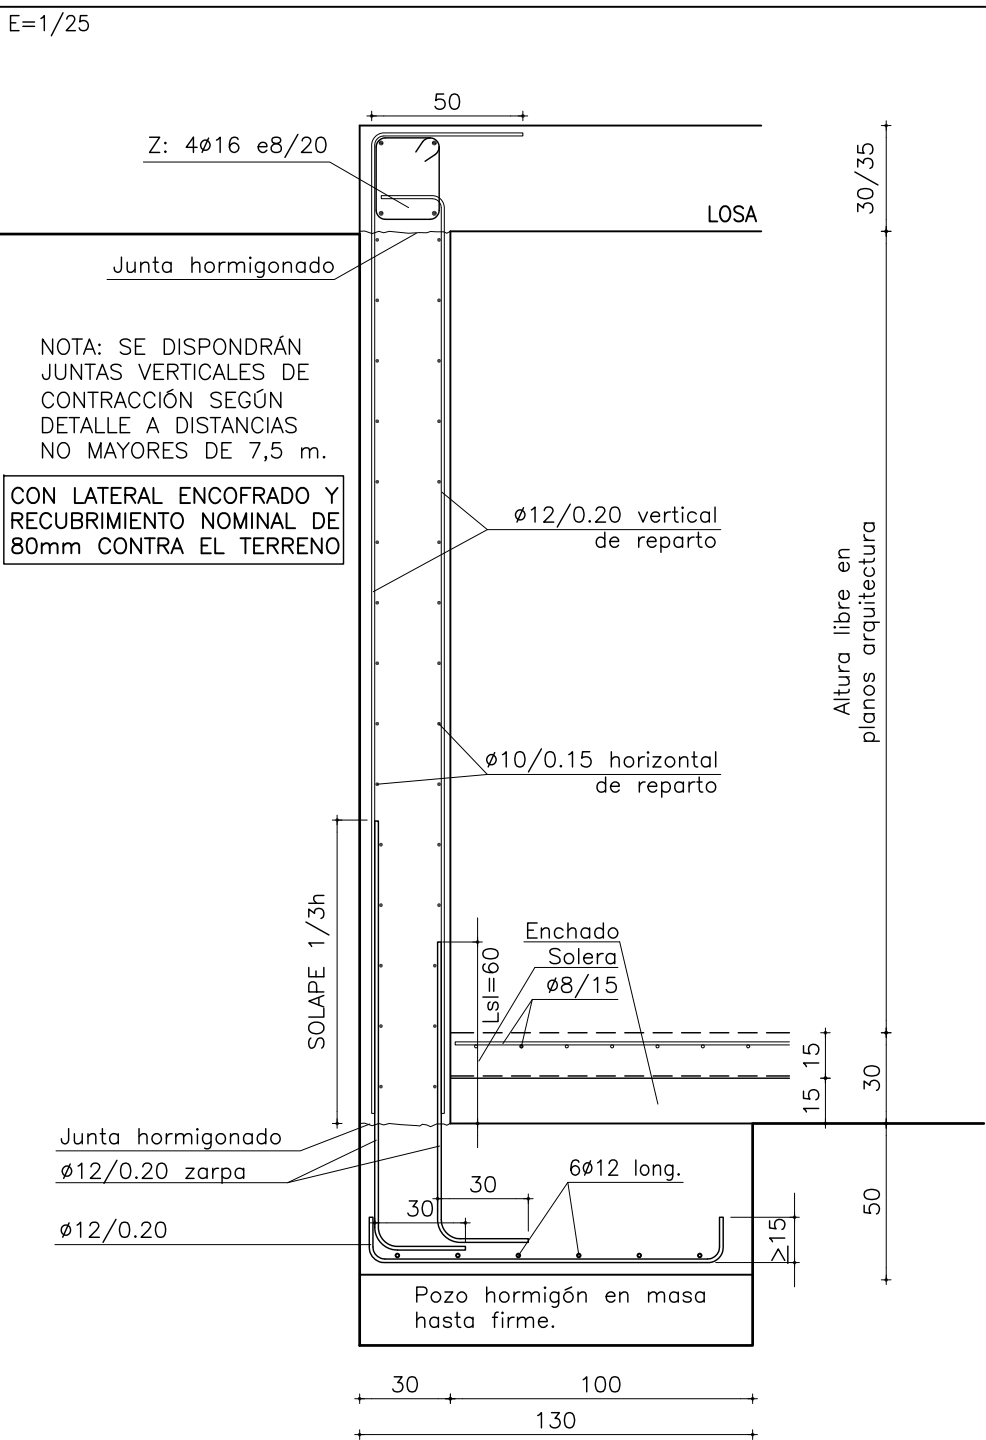 E=1/25
50
Z: 4ø16 e8/20
30/35
LOSA
Junta hormigonado
NOTA: SE DISPONDRÁN
JUNTAS VERTICALES DE
CONTRACCIÓN SEGÚN
DETALLE A DISTANCIAS
NO MAYORES DE 7,5 m.
CON LATERAL ENCOFRADO Y
RECUBRIMIENTO NOMINAL DE
80mm CONTRA EL TERRENO
ø12/0.20 vertical
de reparto
Altura libre en
planos arquitectura
ø10/0.15 horizontal
de reparto
SOLAPE 1/3h
Lsl=60
Enchado
Solera
ø8/15
15
15
30
Junta hormigonado
ø12/0.20 zarpa
ø12/0.20
30
30
6ø12 long.
≥15
50
Pozo hormigón en masa
hasta firme.
30
100
130